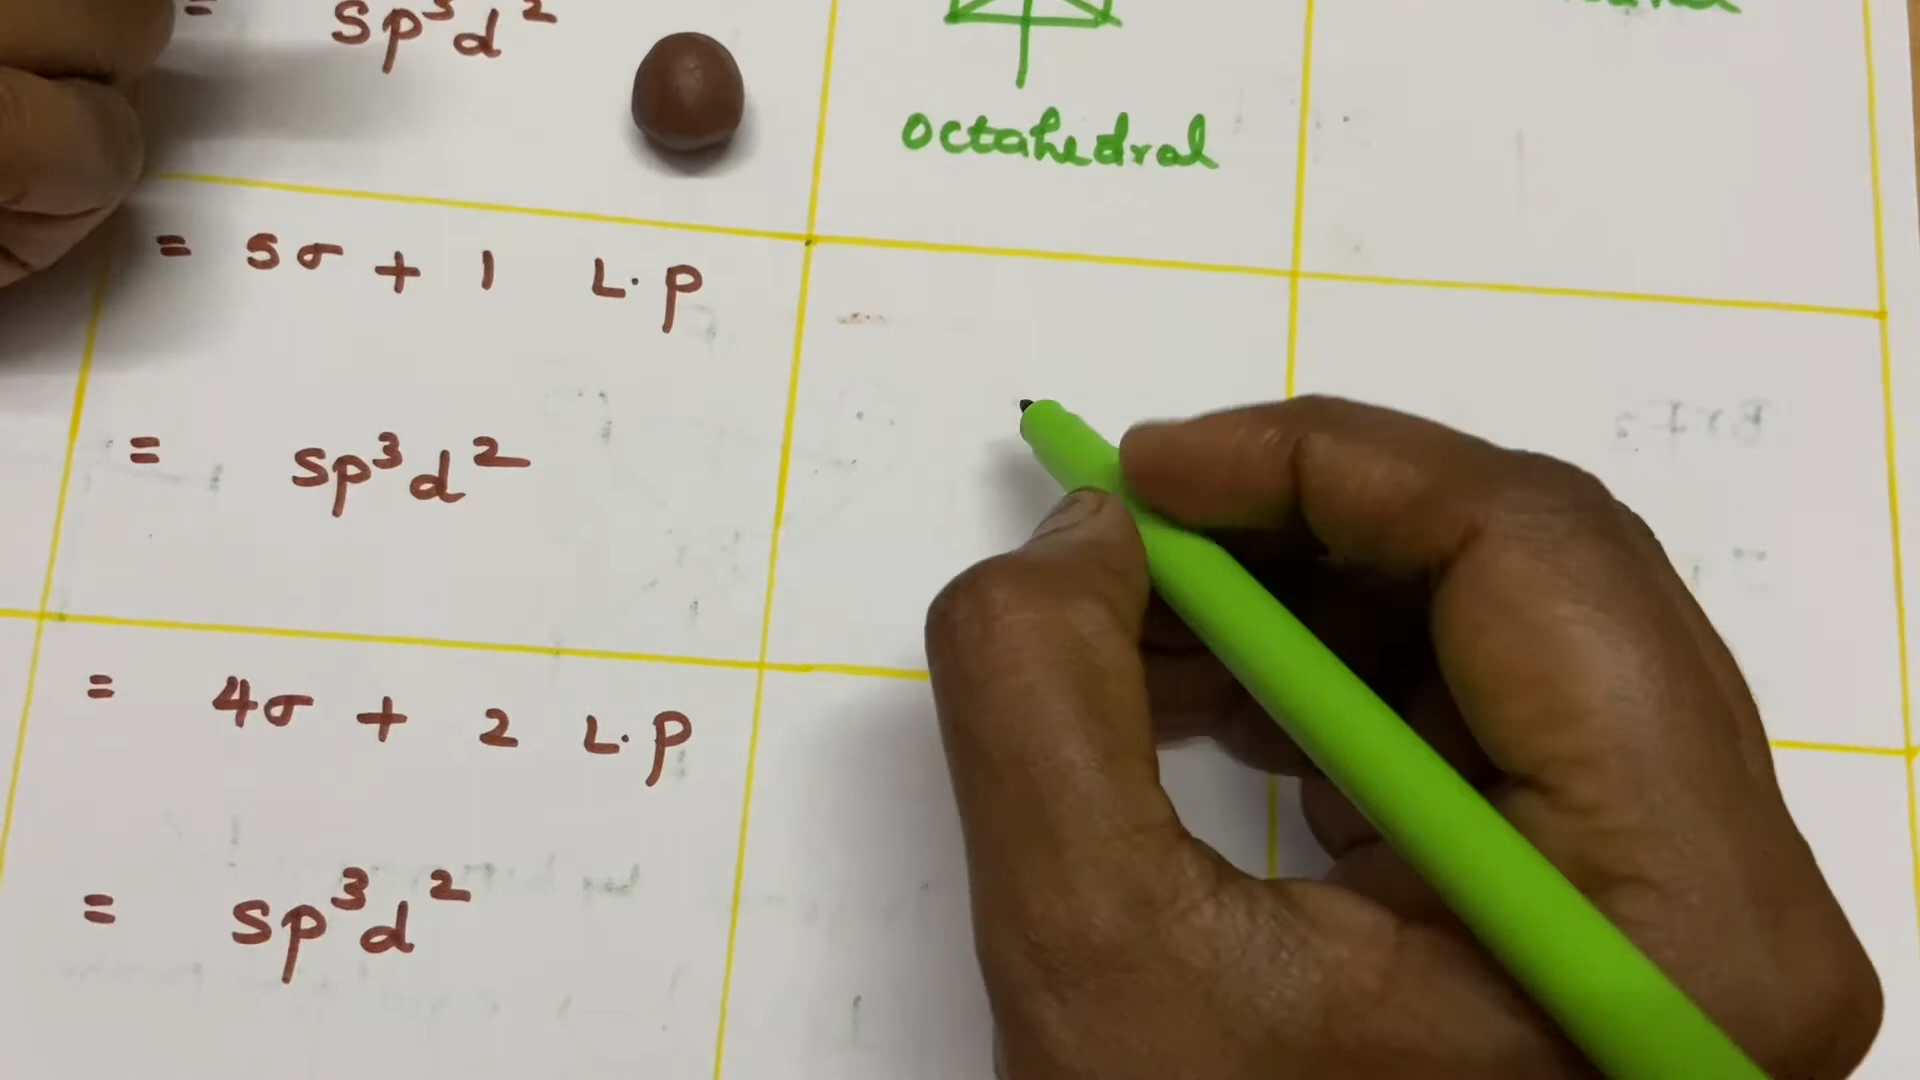 = sp³d²
octahedral
= 5σ + 1 L.P
= sp³d²
= 4σ + 2 L.P
= sp³d²